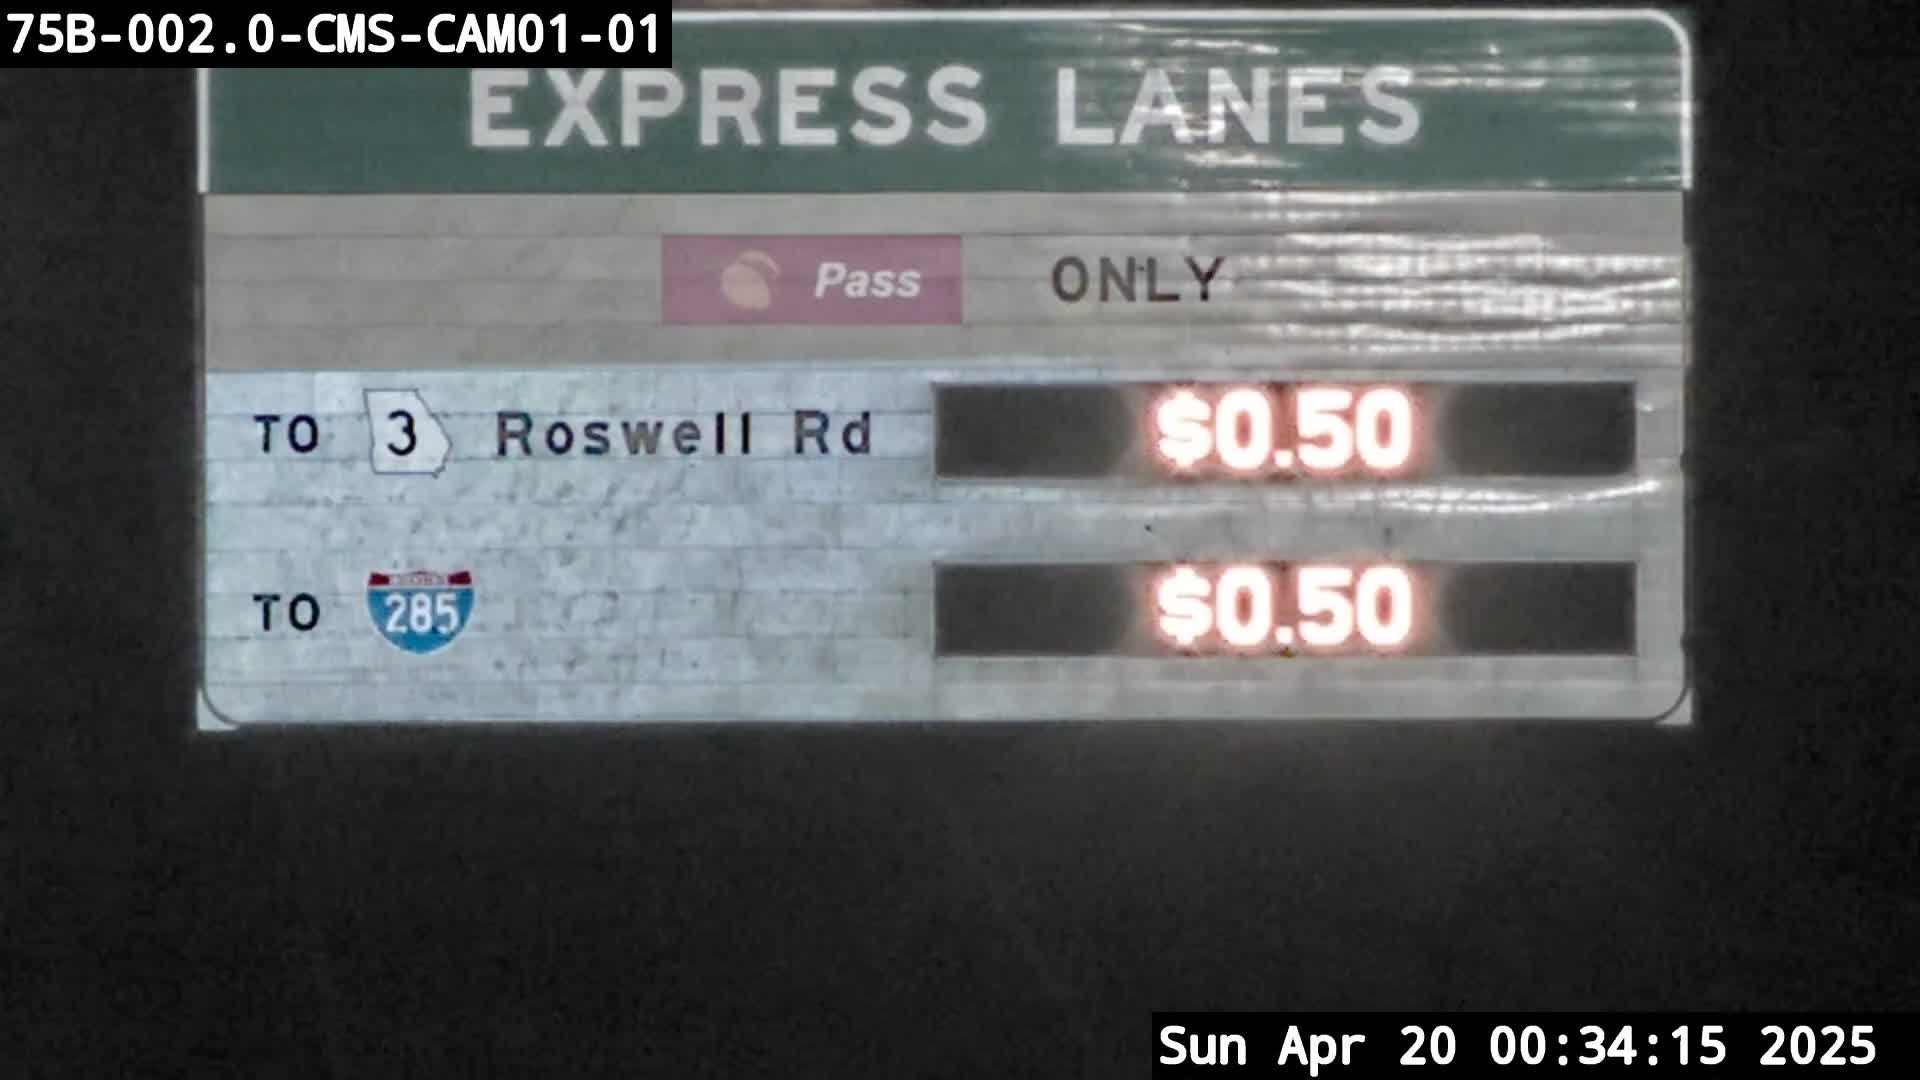 75B-002.0-CMS-CAM01-01
EXPRESS LANES
Pass ONLY
TO 3 Roswell Rd $0.50
TO 285 $0.50
Sun Apr 20 00:34:15 2025